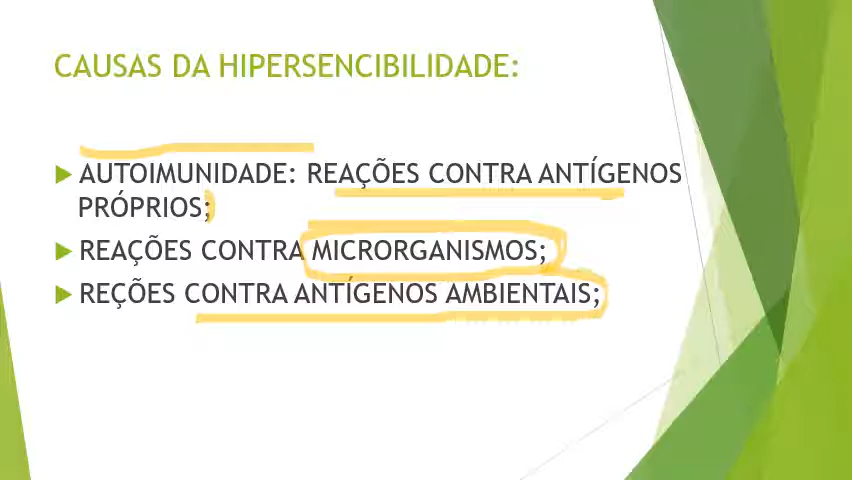 CAUSAS DA HIPERSENCIBILIDADE:
AUTOIMUNIDADE: REAÇÕES CONTRA ANTÍGENOS
PRÓPRIOS;
REAÇÕES CONTRA MICRORGANISMOS;
REÇÕES CONTRA ANTÍGENOS AMBIENTAIS;